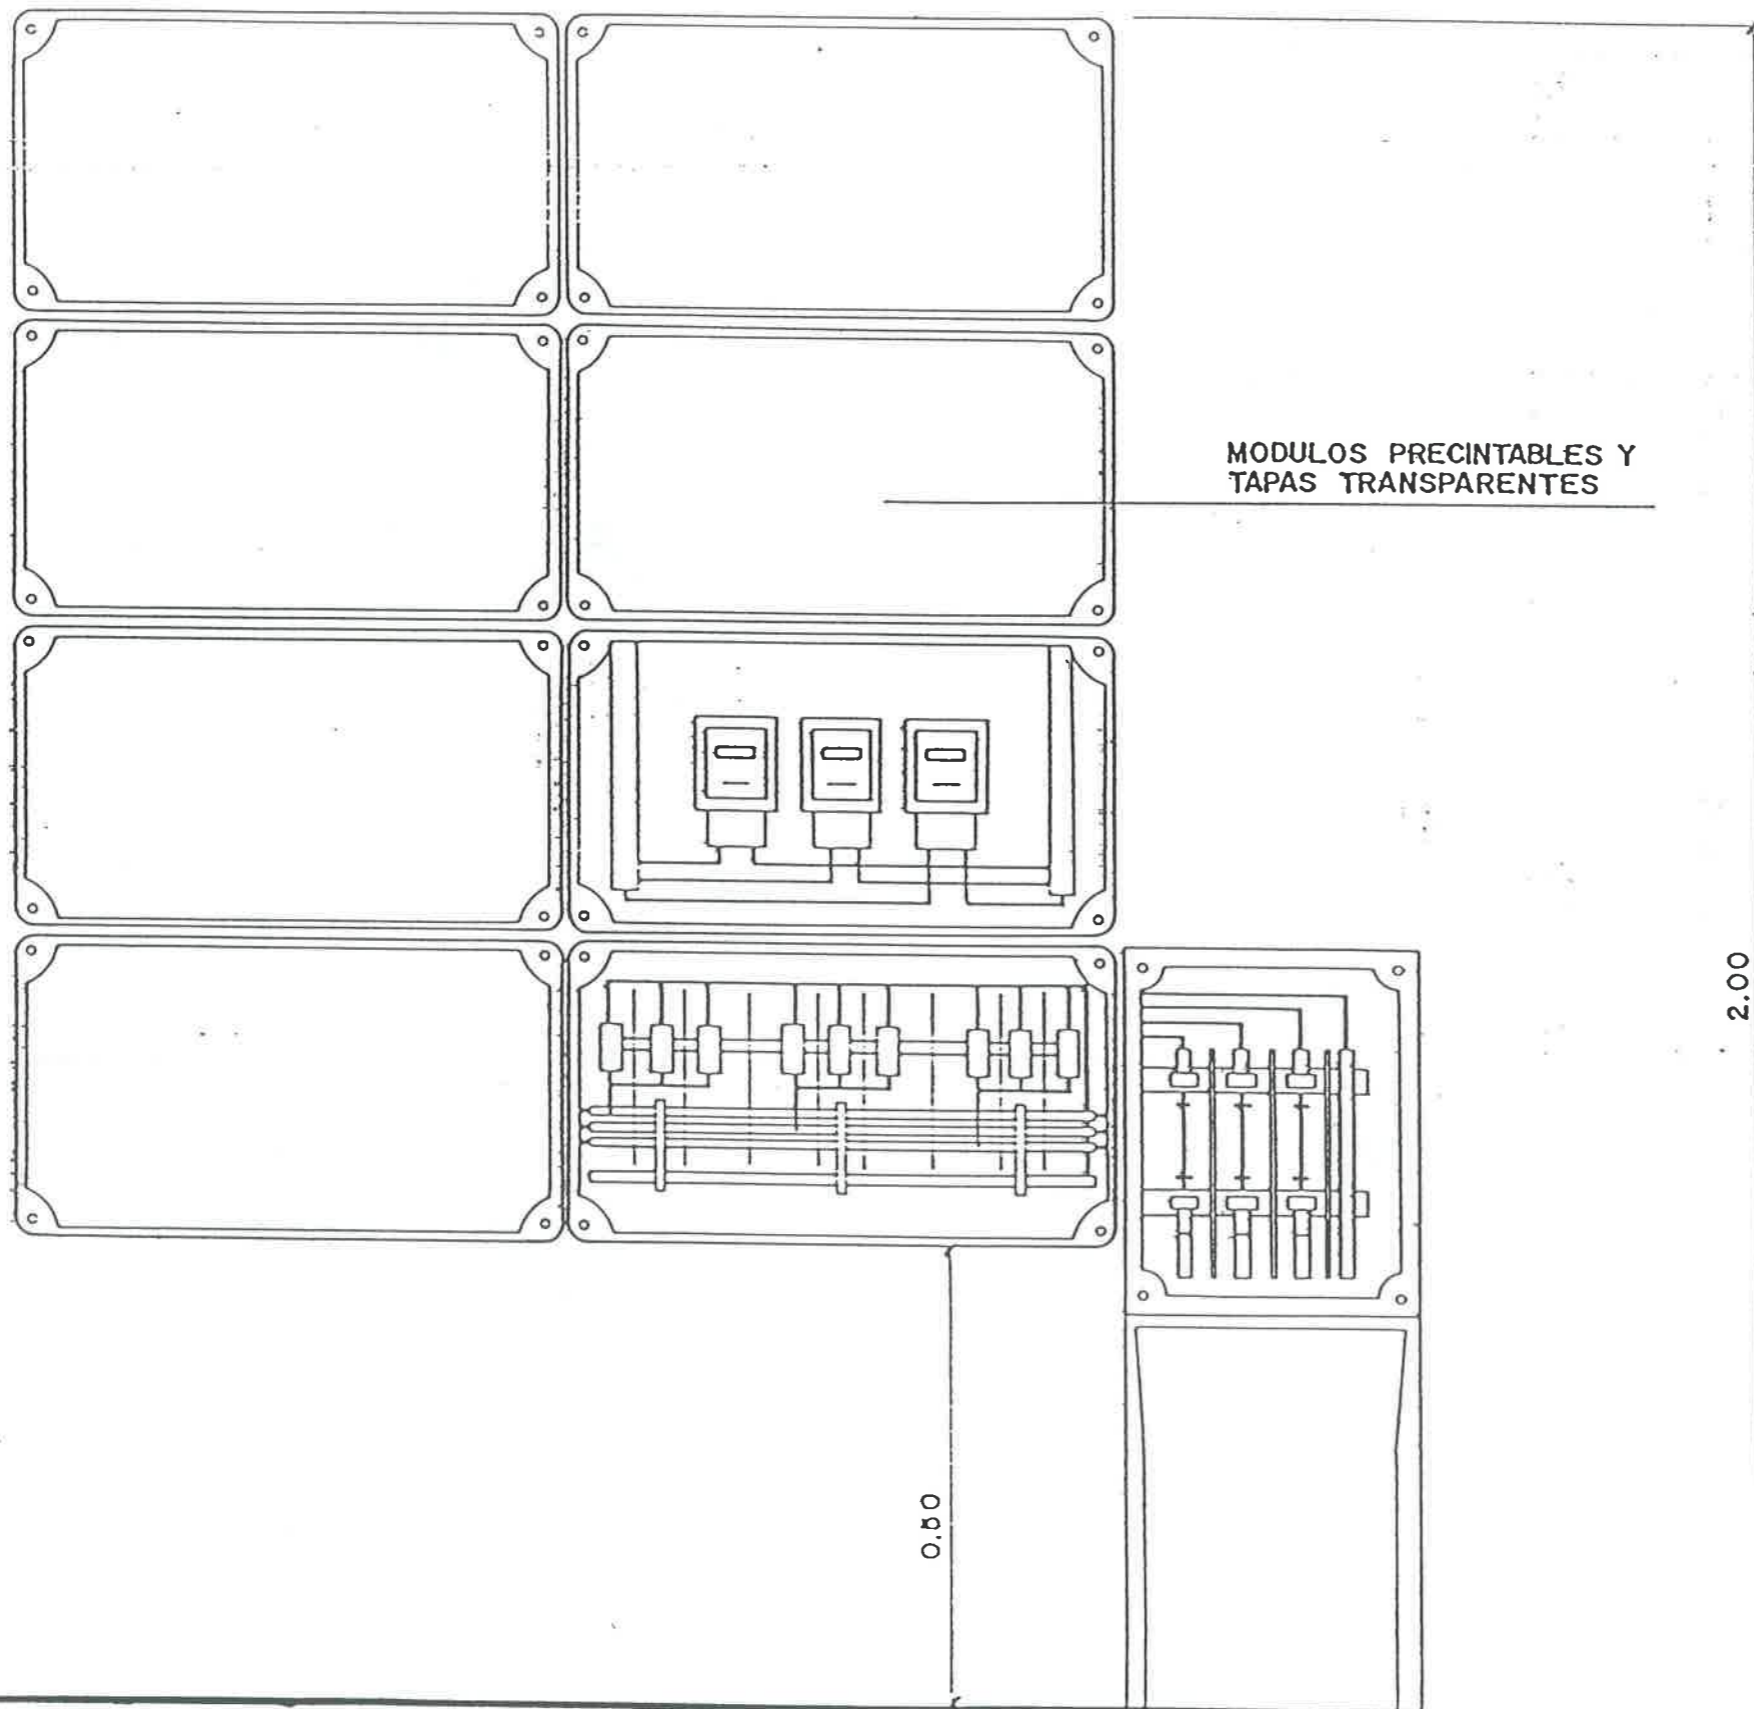 MODULOS PRECINTABLES Y
TAPAS TRANSPARENTES
2.00
0.50